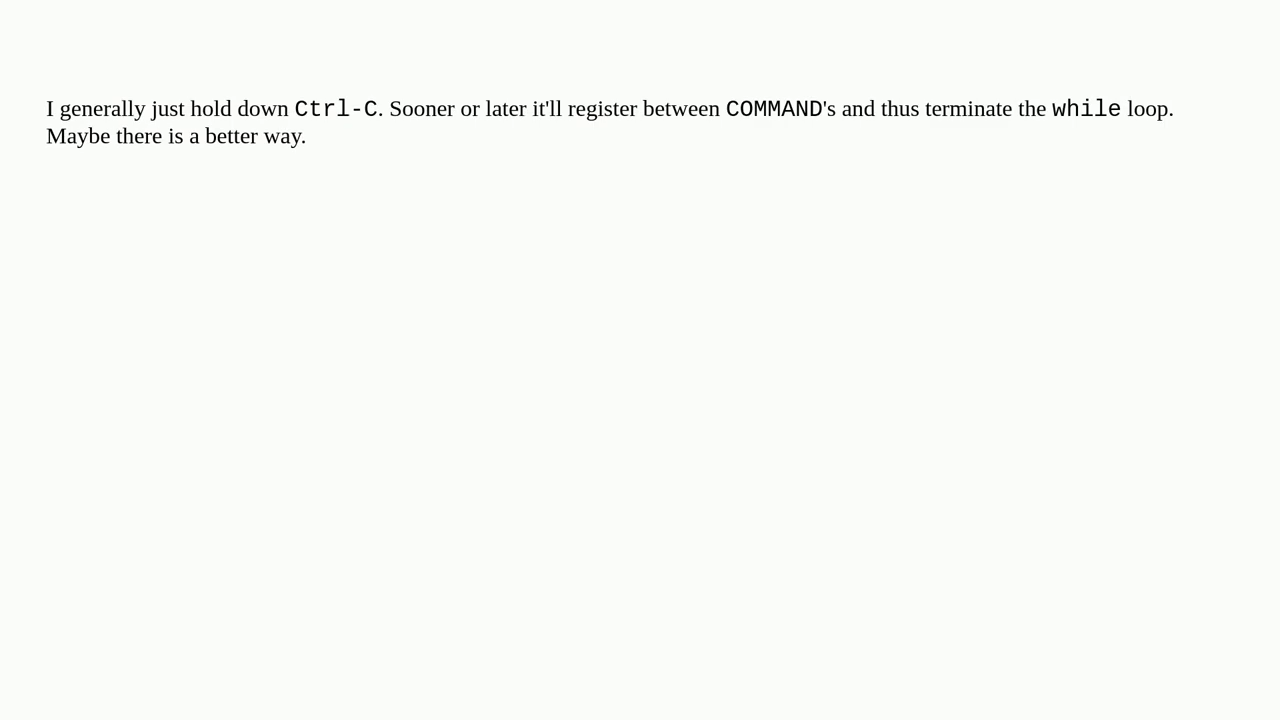 I generally just hold down Ctrl-C. Sooner or later it'll register between COMMAND's and thus terminate the while loop.
Maybe there is a better way.